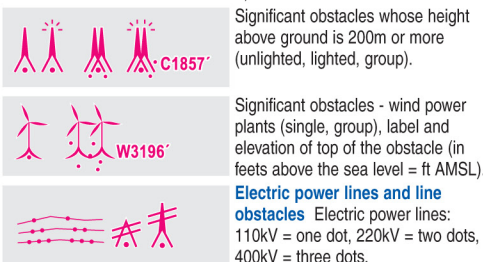 Significant obstacles whose height
above ground is 200m or more
(unlighted, lighted, group).
C1857´
Significant obstacles - wind power
plants (single, group), label and
elevation of top of the obstacle (in
feets above the sea level = ft AMSL)
W3196´
Electric power lines and line
obstacles Electric power lines:
110kV = one dot, 220kV = two dots,
400kV = three dots.